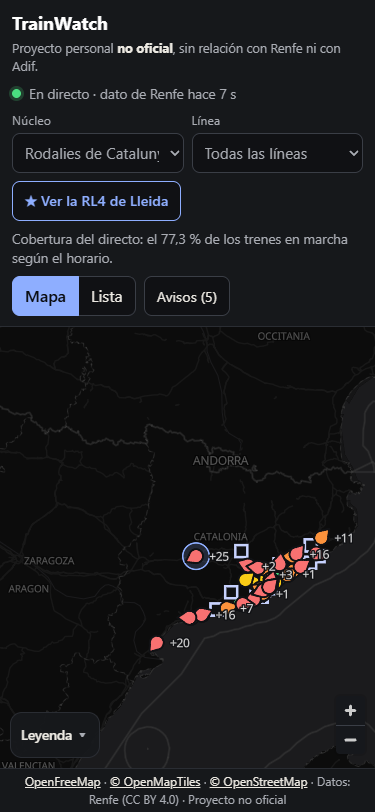 TrainWatch
Proyecto personal no oficial, sin relación con Renfe ni con
Adif.
En directo · dato de Renfe hace 7 s
Núcleo
Línea
Rodalies de Cataluny
Todas las líneas
★ Ver la RL4 de Lleida
Cobertura del directo: el 77,3 % de los trenes en marcha
según el horario.
Mapa
Lista
Avisos (5)
OCCITANIA
ANDORRA
CATALONIA
ZARAGOZA
ARAGON
+11
+16
+25
+2
+3
+1
+1
+7
+16
+20
VALENCIAN
Leyenda ▾
+
−
OpenFreeMap · © OpenMapTiles · © OpenStreetMap · Datos:
Renfe (CC BY 4.0) · Proyecto no oficial